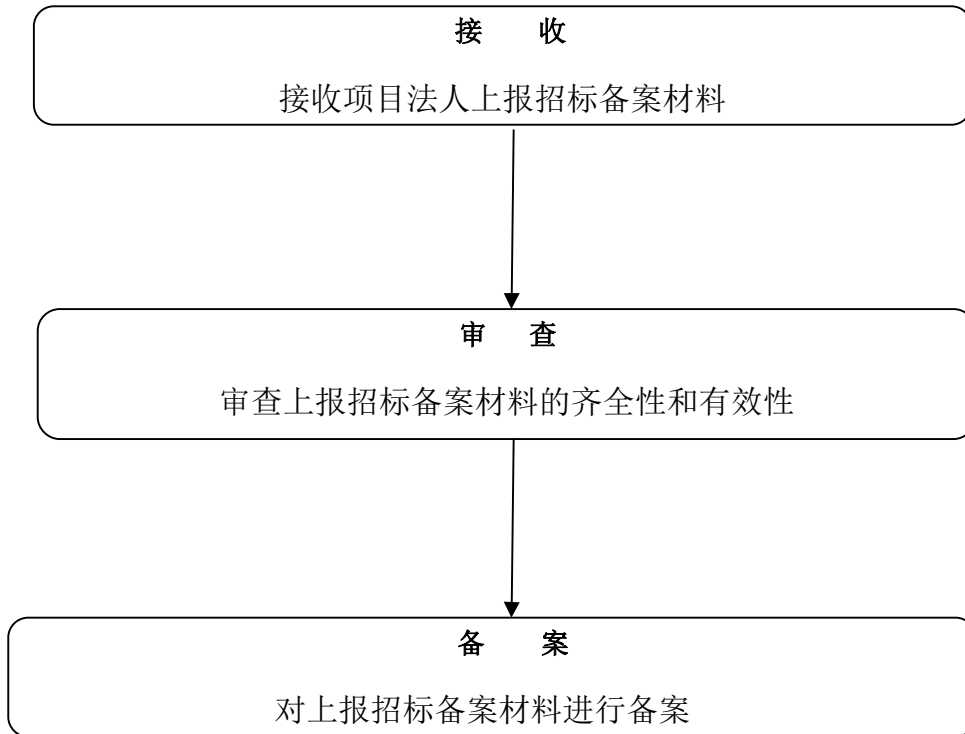 接 收
接收项目法人上报招标备案材料
审 查
审查上报招标备案材料的齐全性和有效性
备 案
对上报招标备案材料进行备案